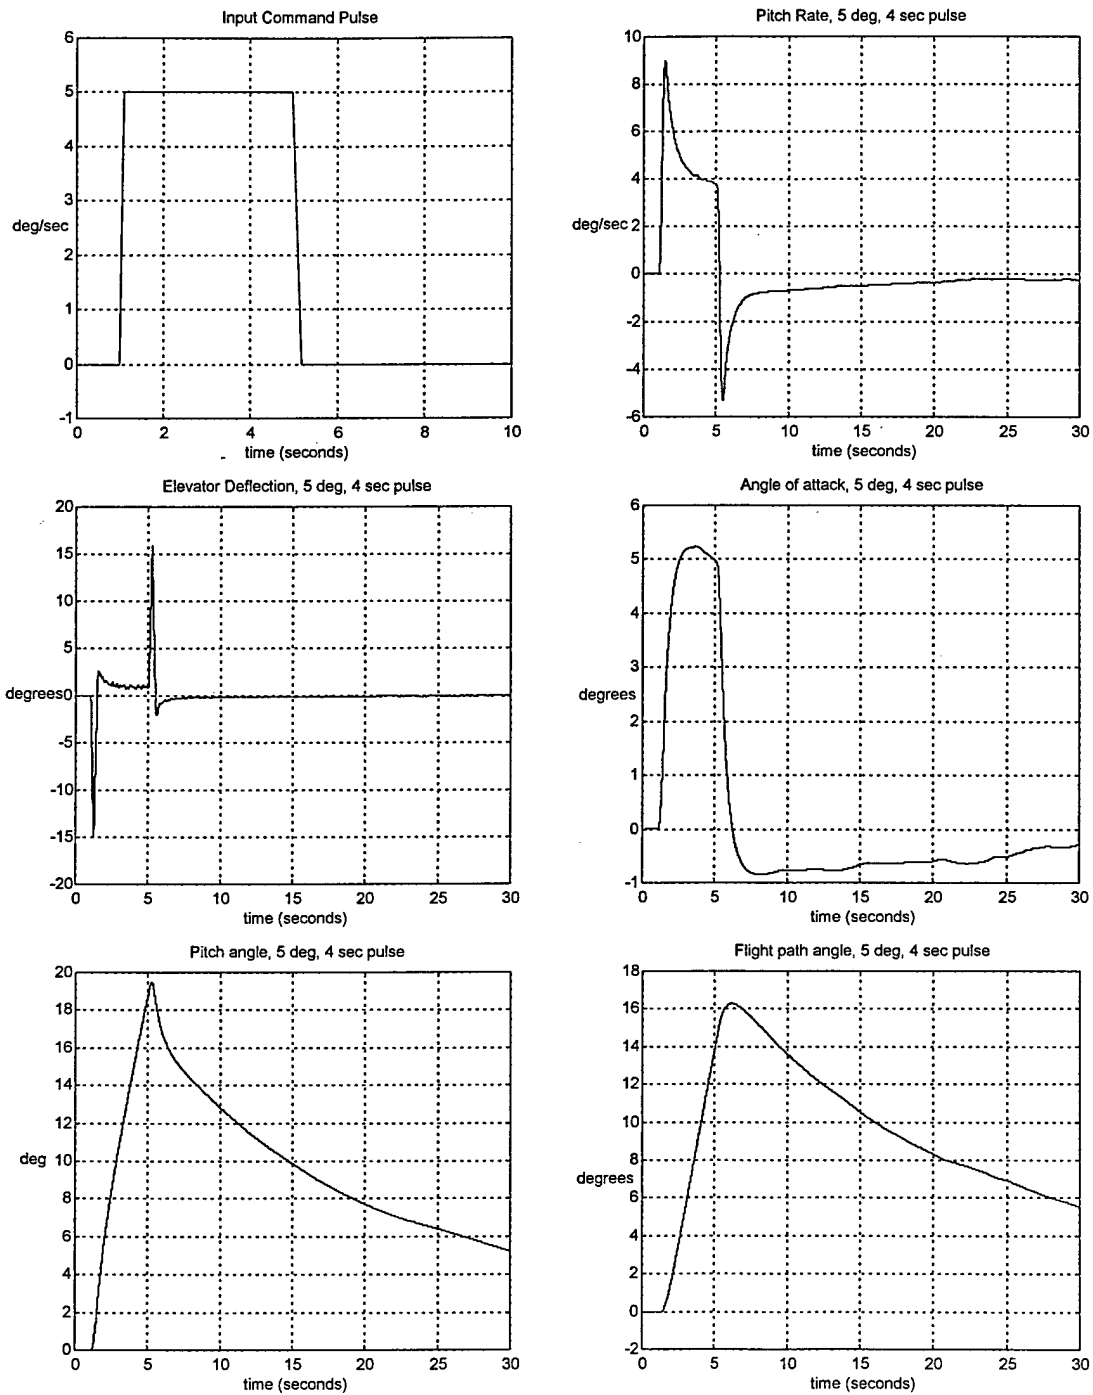 Input Command Pulse
6
5
4
3
deg/sec
2
1
0
-1
0 2 4 6 8 10
time (seconds)
Pitch Rate, 5 deg, 4 sec pulse
10
8
6
4
deg/sec 2
0
-2
-4
-6
0 5 10 15 20 25 30
time (seconds)
Elevator Deflection, 5 deg, 4 sec pulse
20
15
10
5
degrees0
-5
-10
-15
-20
0 5 10 15 20 25 30
time (seconds)
Angle of attack, 5 deg, 4 sec pulse
6
5
4
3
degrees
2
1
0
-1
0 5 10 15 20 25 30
time (seconds)
Pitch angle, 5 deg, 4 sec pulse
20
18
16
14
12
deg 10
8
6
4
2
0
0 5 10 15 20 25 30
time (seconds)
Flight path angle, 5 deg, 4 sec pulse
18
16
14
12
10
8
degrees
6
4
2
0
-2
0 5 10 15 20 25 30
time (seconds)